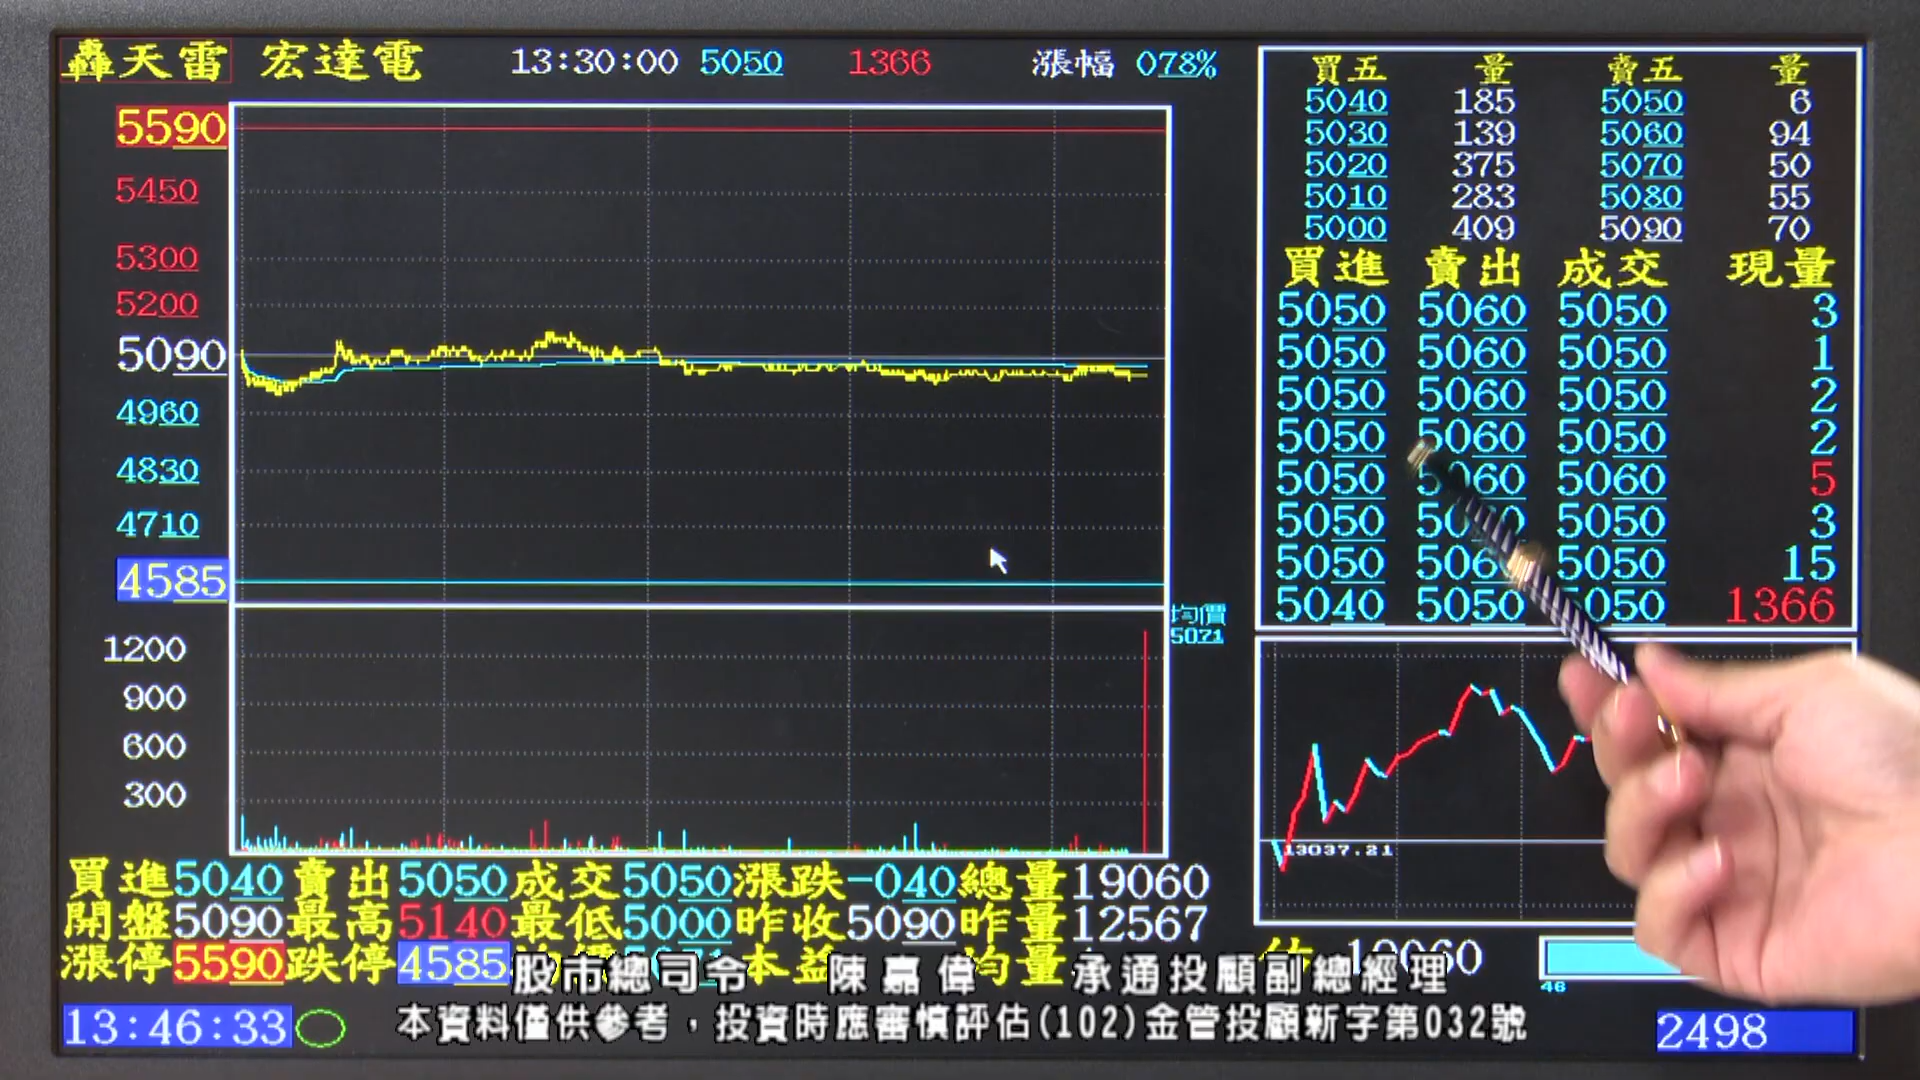 轟天雷 宏達電 13:30:00 5050 1366 漲幅 078%
5590
5450
5300
5200
5090
4960
4830
4710
4585
1200
900
600
300
均價
5071
買五 量 賣五 量
5040 185 5050 6
5030 139 5060 94
5020 375 5070 50
5010 283 5080 55
5000 409 5090 70
買進 賣出 成交 現量
5050 5060 5050 3
5050 5060 5050 1
5050 5060 5050 2
5050 5060 5050 2
5050 5060 5060 5
5050 5050 3
5050 5050 15
5040 5050 5050 1366
13037.21
買進5040賣出5050成交5050漲跌-040總量19060
開盤5090最高5140最低5000昨收5090昨量12567
漲停5590跌停4585 本益 均量
46
股市總司令 陳嘉偉 承通投顧副總經理
13:46:33 本資料僅供參考，投資時應審慎評估(102)金管投顧新字第032號 2498